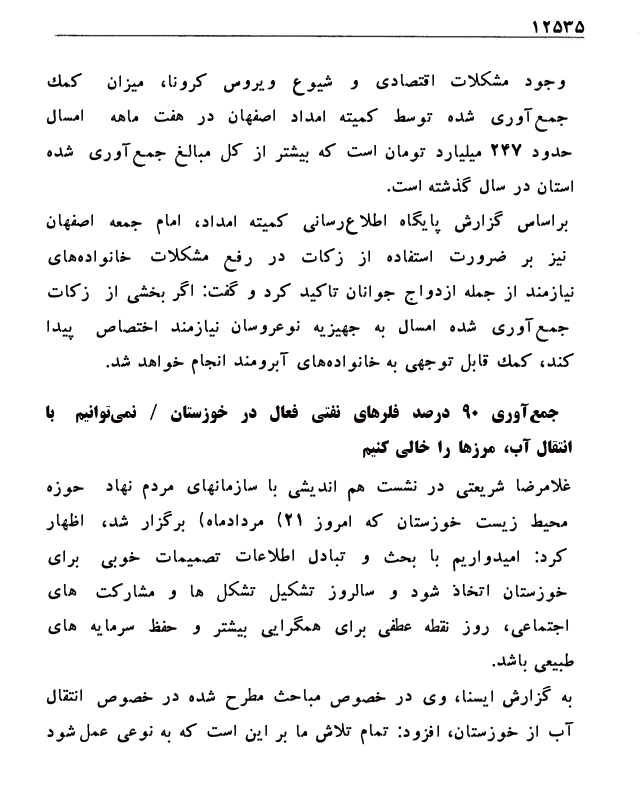 ۱۲۵۳۵
وجود مشکلات اقتصادی و شیوع ویروس کرونا، میزان کمك
جمع‌آوری شده توسط کمیته امداد اصفهان در هفت ماهه امسال
حدود ۲۴۷ میلیارد تومان است که بیشتر از کل مبالغ جمع‌آوری شده
استان در سال گذشته است.
براساس گزارش پایگاه اطلاع‌رسانی کمیته امداد، امام جمعه اصفهان
نیز بر ضرورت استفاده از زکات در رفع مشکلات خانواده‌های
نیازمند از جمله ازدواج جوانان تاکید کرد و گفت: اگر بخشی از زکات
جمع‌آوری شده امسال به جهیزیه نوعروسان نیازمند اختصاص پیدا
کند، کمك قابل توجهی به خانواده‌های آبرومند انجام خواهد شد.
جمع‌آوری ۹۰ درصد فلرهای نفتی فعال در خوزستان / نمی‌توانیم با
انتقال آب، مرزها را خالی کنیم
غلامرضا شریعتی در نشست هم اندیشی با سازمانهای مردم نهاد حوزه
محیط زیست خوزستان که امروز ۲۱) مردادماه) برگزار شد، اظهار
کرد: امیدواریم با بحث و تبادل اطلاعات تصمیمات خوبی برای
خوزستان اتخاذ شود و سالروز تشکیل تشکل ها و مشارکت های
اجتماعی، روز نقطه عطفی برای همگرایی بیشتر و حفظ سرمایه های
طبیعی باشد.
به گزارش ایسنا، وی در خصوص مباحث مطرح شده در خصوص انتقال
آب از خوزستان، افزود: تمام تلاش ما بر این است که به نوعی عمل شود